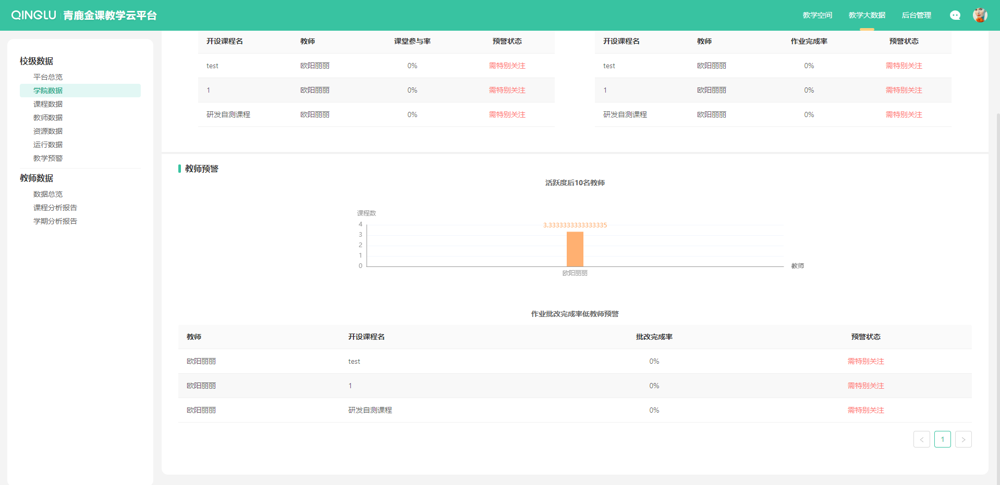 QINGLU 青鹿金课教学云平台 教学空间 教学大数据 后台管理
校级数据
平台总览
学院数据
课程数据
教师数据
资源数据
运行数据
教学预警
教师数据
数据总览
课程分析报告
学期分析报告
开设课程名 教师 课堂参与率 预警状态
test 欧阳丽丽 0% 需特别关注
1 欧阳丽丽 0% 需特别关注
研发自测课程 欧阳丽丽 0% 需特别关注
开设课程名 教师 作业完成率 预警状态
test 欧阳丽丽 0% 需特别关注
1 欧阳丽丽 0% 需特别关注
研发自测课程 欧阳丽丽 0% 需特别关注
教师预警
活跃度后10名教师
课程数
4
3
2
1
0
3.3333333333333335
欧阳丽丽
教师
作业批改完成率低教师预警
教师 开设课程名 批改完成率 预警状态
欧阳丽丽 test 0% 需特别关注
欧阳丽丽 1 0% 需特别关注
欧阳丽丽 研发自测课程 0% 需特别关注
< 1 >